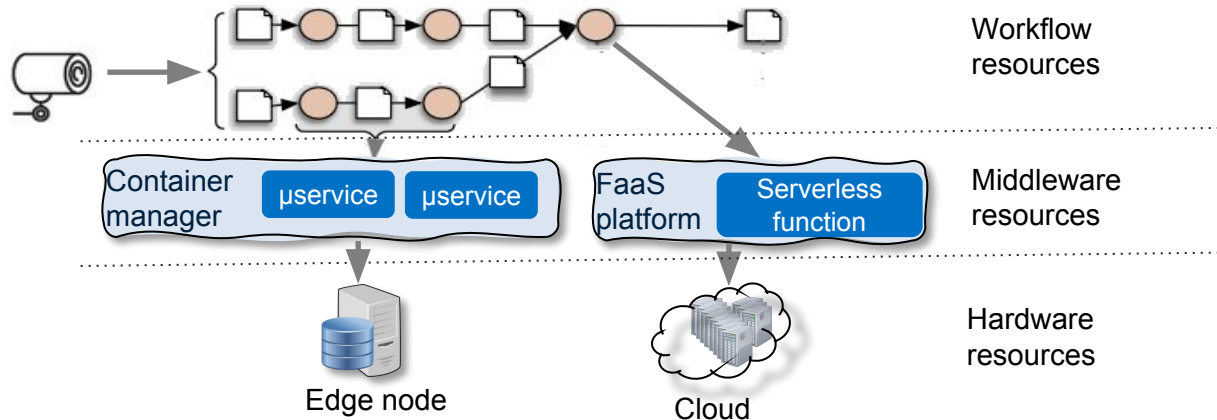 Workflow
resources
Container
manager
µservice
µservice
FaaS
platform
Serverless
function
Middleware
resources
Hardware
resources
Edge node
Cloud